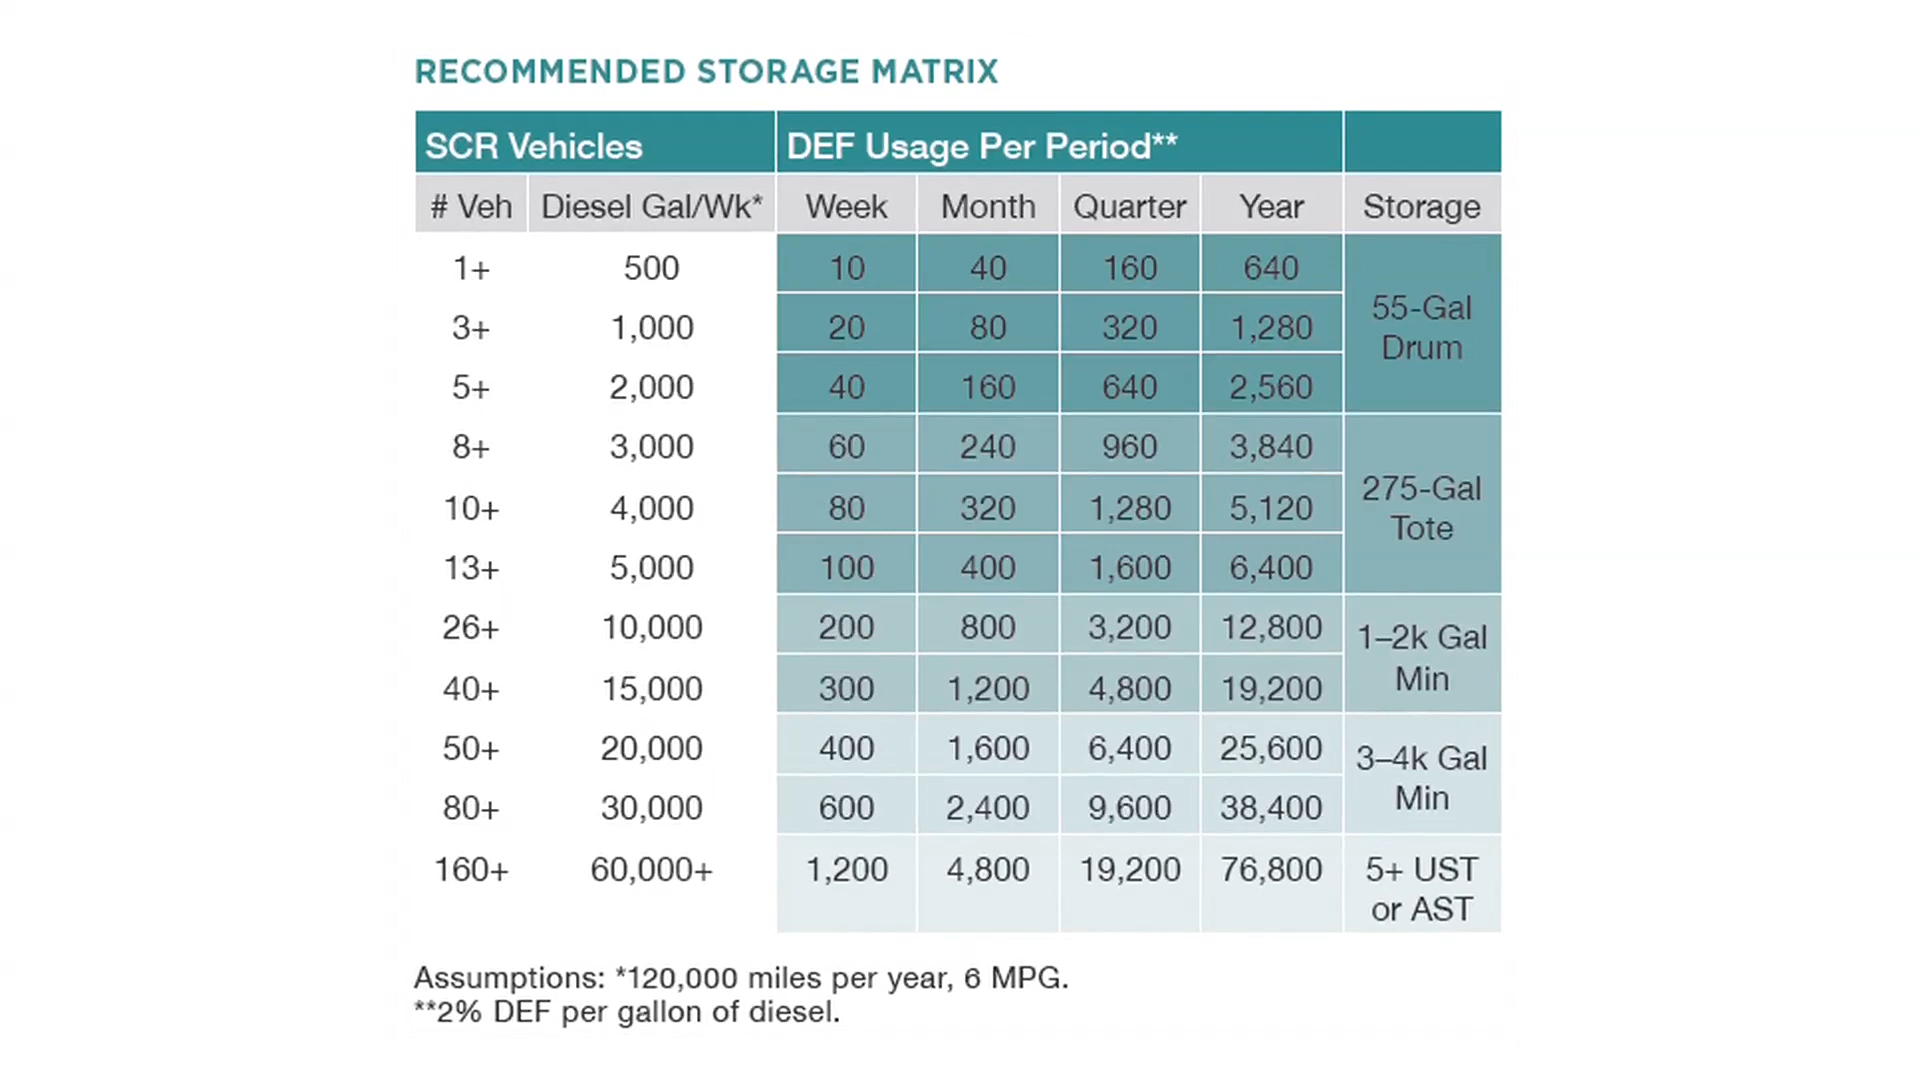 RECOMMENDED STORAGE MATRIX
SCR Vehicles DEF Usage Per Period**
# Veh Diesel Gal/Wk* Week Month Quarter Year Storage
1+ 500 10 40 160 640
55-Gal
3+ 1,000 20 80 320 1,280
Drum
5+ 2,000 40 160 640 2,560
8+ 3,000 60 240 960 3,840
275-Gal
10+ 4,000 80 320 1,280 5,120
Tote
13+ 5,000 100 400 1,600 6,400
26+ 10,000 200 800 3,200 12,800
1–2k Gal
Min
40+ 15,000 300 1,200 4,800 19,200
50+ 20,000 400 1,600 6,400 25,600
3–4k Gal
Min
80+ 30,000 600 2,400 9,600 38,400
160+ 60,000+ 1,200 4,800 19,200 76,800 5+ UST
or AST
Assumptions: *120,000 miles per year, 6 MPG.
**2% DEF per gallon of diesel.